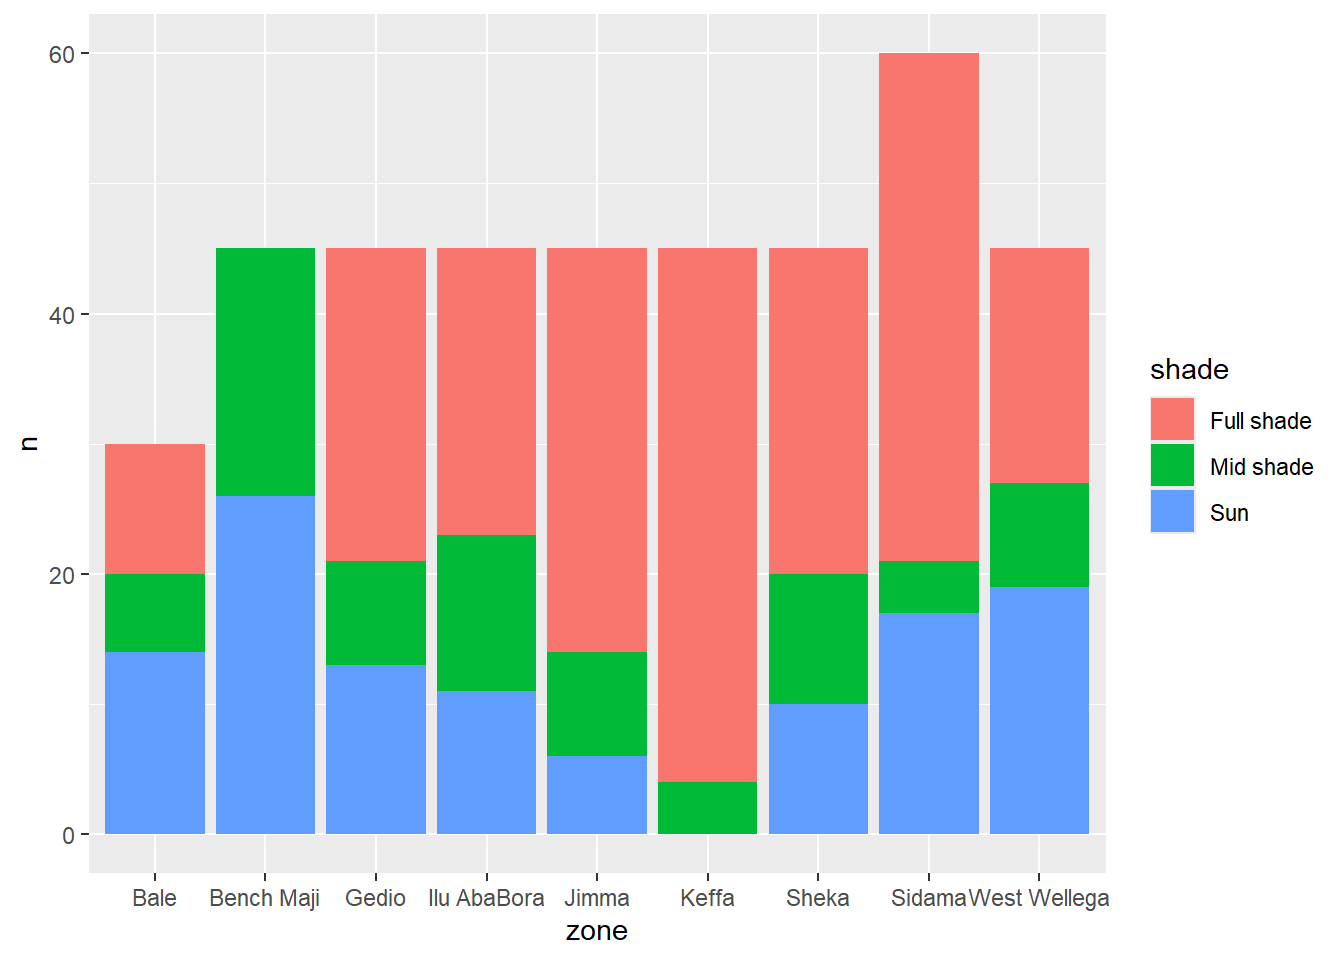 60
40
20
0
n
Bale
Bench Maji
Gedio
Ilu AbaBora
Jimma
Keffa
Sheka
Sidama
West Wellega
zone
shade
Full shade
Mid shade
Sun